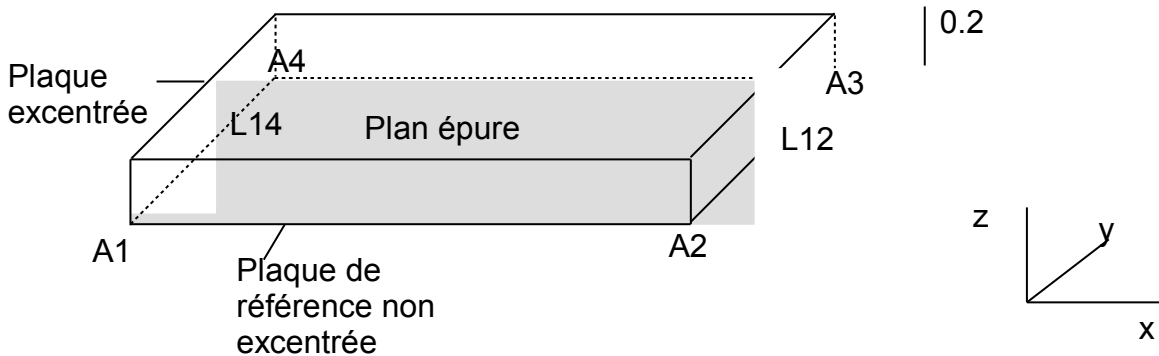 0.2
A4
Plaque
excentrée
A3
L14
Plan épure
L12
A1
A2
Plaque de
référence non
excentrée
z
y
x